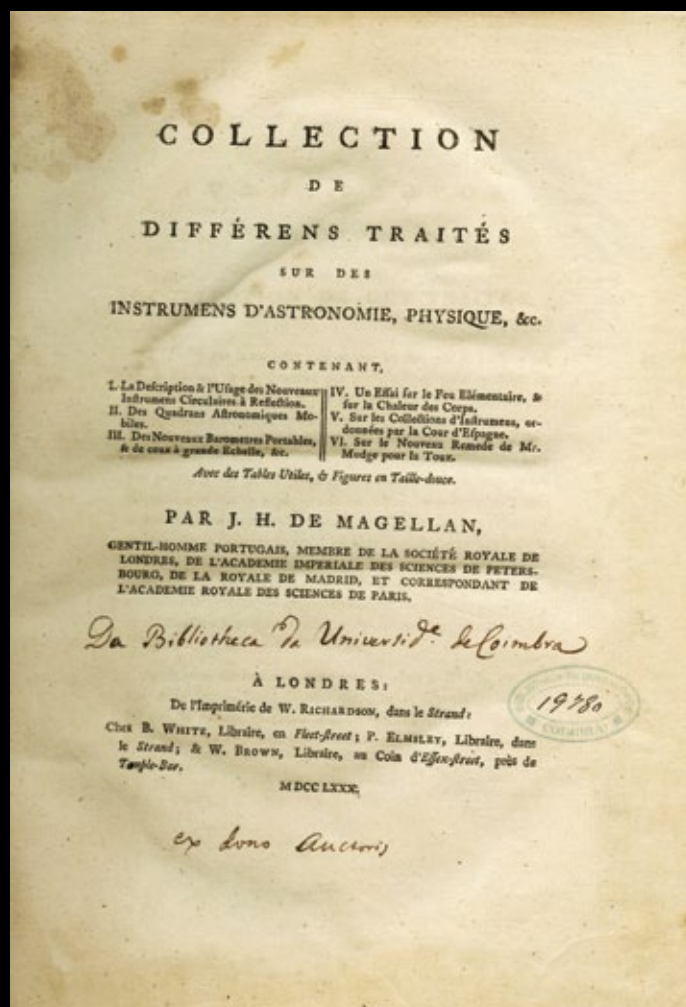 COLLECTION
DE
DIFFÉRENS TRAITÉS
SUR DES
INSTRUMENS D'ASTRONOMIE, PHYSIQUE, &c.
CONTENANT,
I. La Description & l'Usage des Nouveaux
Instrumens Circulaires à Reflection.
II. Des Quadrans Astronomiques Mo-
biles.
III. Des Nouveaux Barometres Portables,
& de ceux à grande Echelle, &c.
IV. Un Essai sur le Feu Elémentaire, &
sur la Chaleur des Corps.
V. Sur les Collections d'Instrumens, or-
données par la Cour d'Espagne.
VI. Sur le Nouveau Remede de Mr.
Mudge pour la Toux.
Avec des Tables Utiles, & Figures en Taille-douce.
PAR J. H. DE MAGELLAN,
GENTIL-HOMME PORTUGAIS, MEMBRE DE LA SOCIÉTÉ ROYALE DE
LONDRES, DE L'ACADEMIE IMPERIALE DES SCIENCES DE PETERS-
BOURG, DE LA ROYALE DE MADRID, ET CORRESPONDANT DE
L'ACADEMIE ROYALE DES SCIENCES DE PARIS.
Da Bibliotheca da Universid.e de Coimbra
À LONDRES:
De l'Imprimérie de W. RICHARDSON, dans le Strand:
19780
Chez B. WHITE, Libraire, en Fleet-street; P. ELMSLEY, Libraire, dans
le Strand; & W. BROWN, Libraire, au Coin d'Essex-street, près de
Temple-Bar.
MDCCLXXX.
ex dono Auctoris